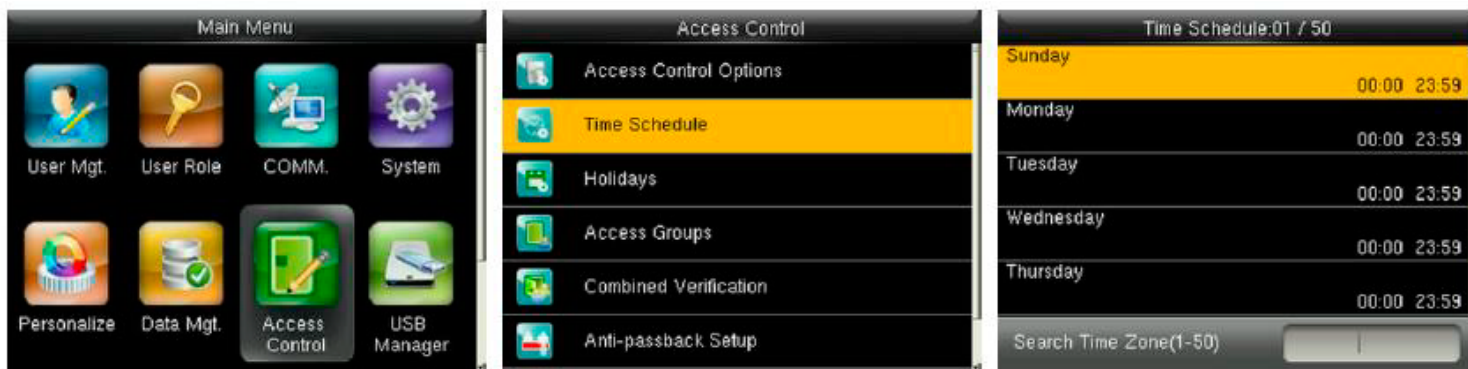 Main Menu
User Mgt.
User Role
COMM.
System
Personalize
Data Mgt.
Access
Control
USB
Manager
Access Control
Access Control Options
Time Schedule
Holidays
Access Groups
Combined Verification
Anti-passback Setup
Time Schedule:01 / 50
Sunday
00:00 23:59
Monday
00:00 23:59
Tuesday
00:00 23:59
Wednesday
00:00 23:59
Thursday
00:00 23:59
Search Time Zone(1-50)